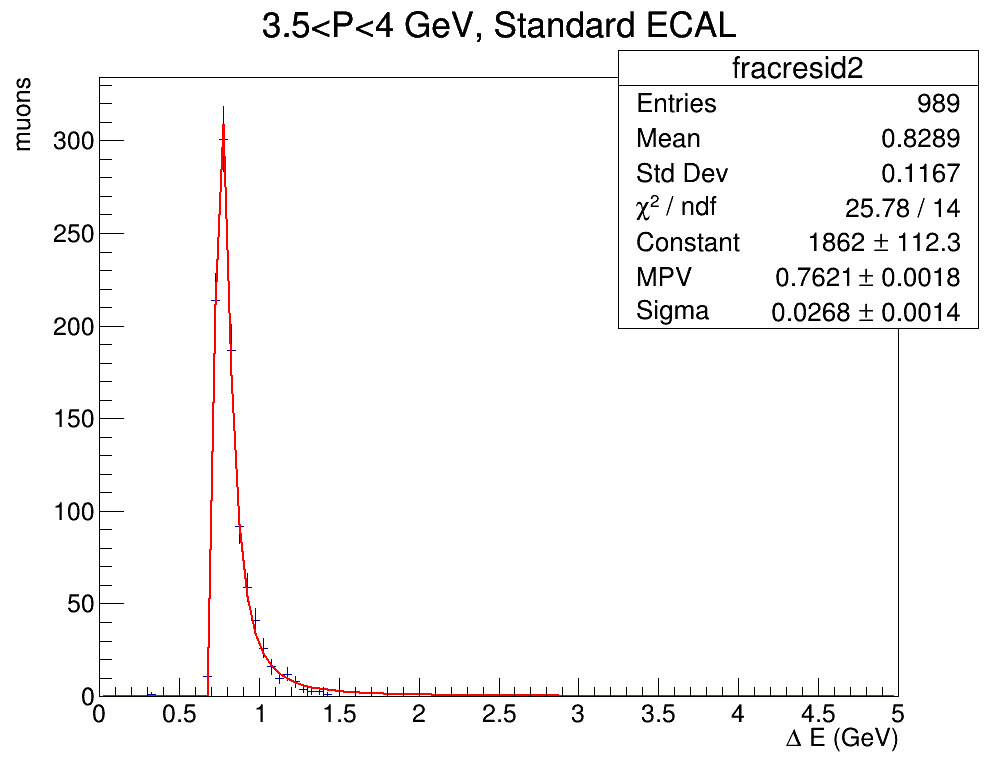 3.5<P<4 GeV, Standard ECAL
fracresid2
Entries 989
Mean 0.8289
Std Dev 0.1167
χ² / ndf 25.78 / 14
Constant 1862 ± 112.3
MPV 0.7621 ± 0.0018
Sigma 0.0268 ± 0.0014
muons
300
250
200
150
100
50
0
0 0.5 1 1.5 2 2.5 3 3.5 4 4.5 5
Δ E (GeV)